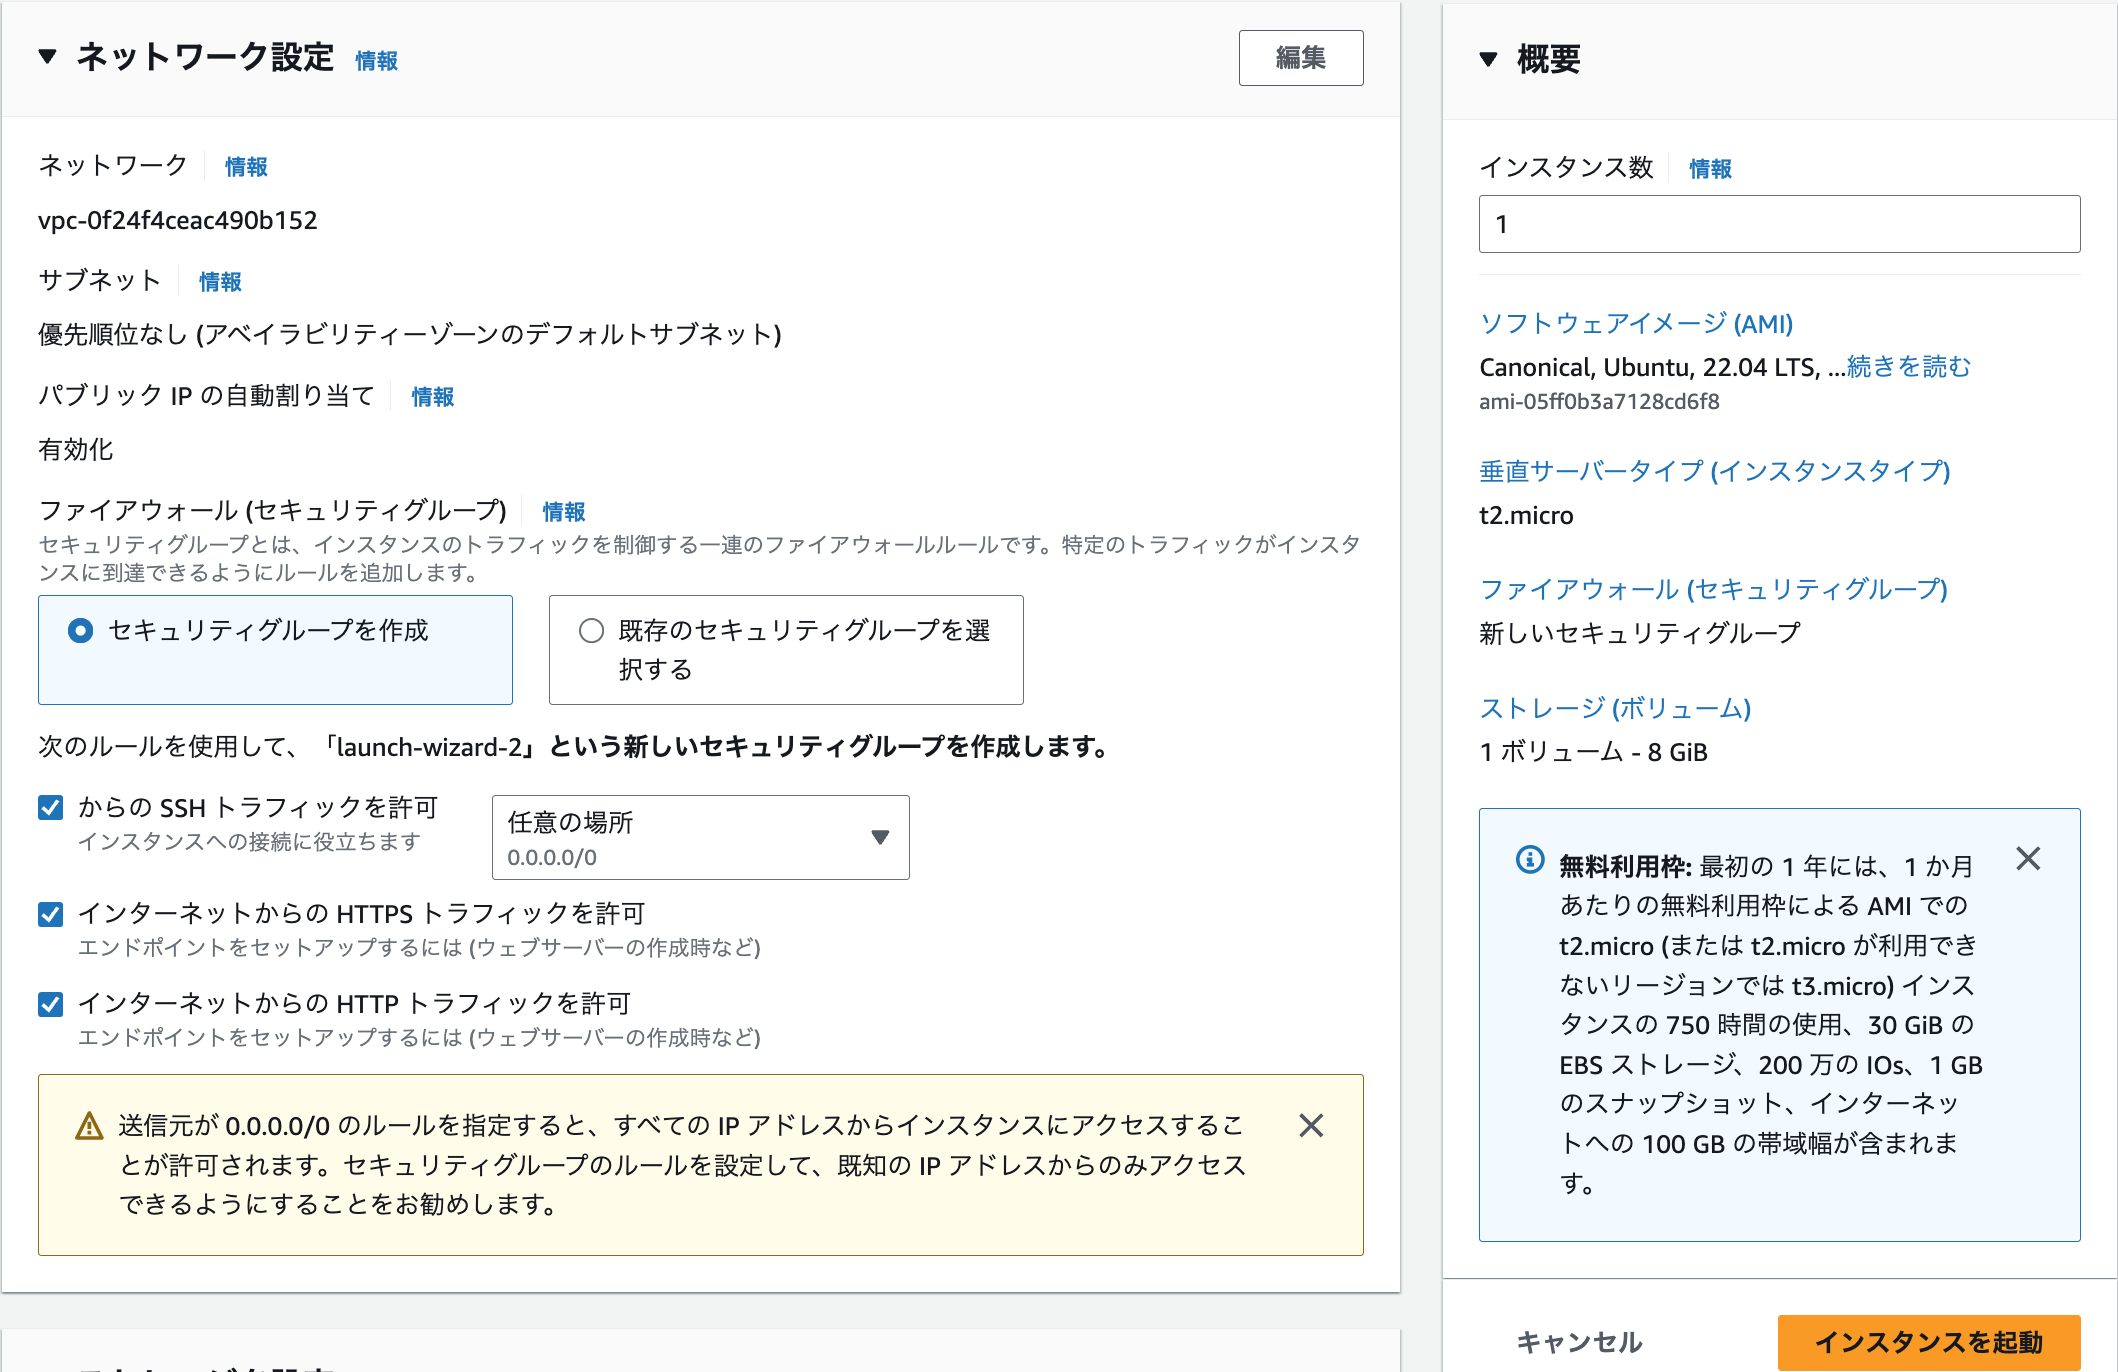 ネットワーク設定 情報
編集
ネットワーク 情報
vpc-0f24f4ceac490b152
サブネット 情報
優先順位なし (アベイラビリティーゾーンのデフォルトサブネット)
パブリック IP の自動割り当て 情報
有効化
ファイアウォール (セキュリティグループ) 情報
セキュリティグループとは、インスタンスのトラフィックを制御する一連のファイアウォールルールです。特定のトラフィックがインスタ
ンスに到達できるようにルールを追加します。
セキュリティグループを作成
既存のセキュリティグループを選
択する
次のルールを使用して、「launch-wizard-2」という新しいセキュリティグループを作成します。
からの SSH トラフィックを許可
インスタンスへの接続に役立ちます
任意の場所
0.0.0.0/0
インターネットからの HTTPS トラフィックを許可
エンドポイントをセットアップするには (ウェブサーバーの作成時など)
インターネットからの HTTP トラフィックを許可
エンドポイントをセットアップするには (ウェブサーバーの作成時など)
送信元が 0.0.0.0/0 のルールを指定すると、すべての IP アドレスからインスタンスにアクセスするこ
とが許可されます。セキュリティグループのルールを設定して、既知の IP アドレスからのみアクセス
できるようにすることをお勧めします。
概要
インスタンス数 情報
1
ソフトウェアイメージ (AMI)
Canonical, Ubuntu, 22.04 LTS, ...続きを読む
ami-05ff0b3a7128cd6f8
垂直サーバータイプ (インスタンスタイプ)
t2.micro
ファイアウォール (セキュリティグループ)
新しいセキュリティグループ
ストレージ (ボリューム)
1 ボリューム - 8 GiB
無料利用枠: 最初の 1 年には、1 か月
あたりの無料利用枠による AMI での
t2.micro (または t2.micro が利用でき
ないリージョンでは t3.micro) インス
タンスの 750 時間の使用、30 GiB の
EBS ストレージ、200 万の IOs、1 GB
のスナップショット、インターネッ
トへの 100 GB の帯域幅が含まれま
す。
キャンセル
インスタンスを起動